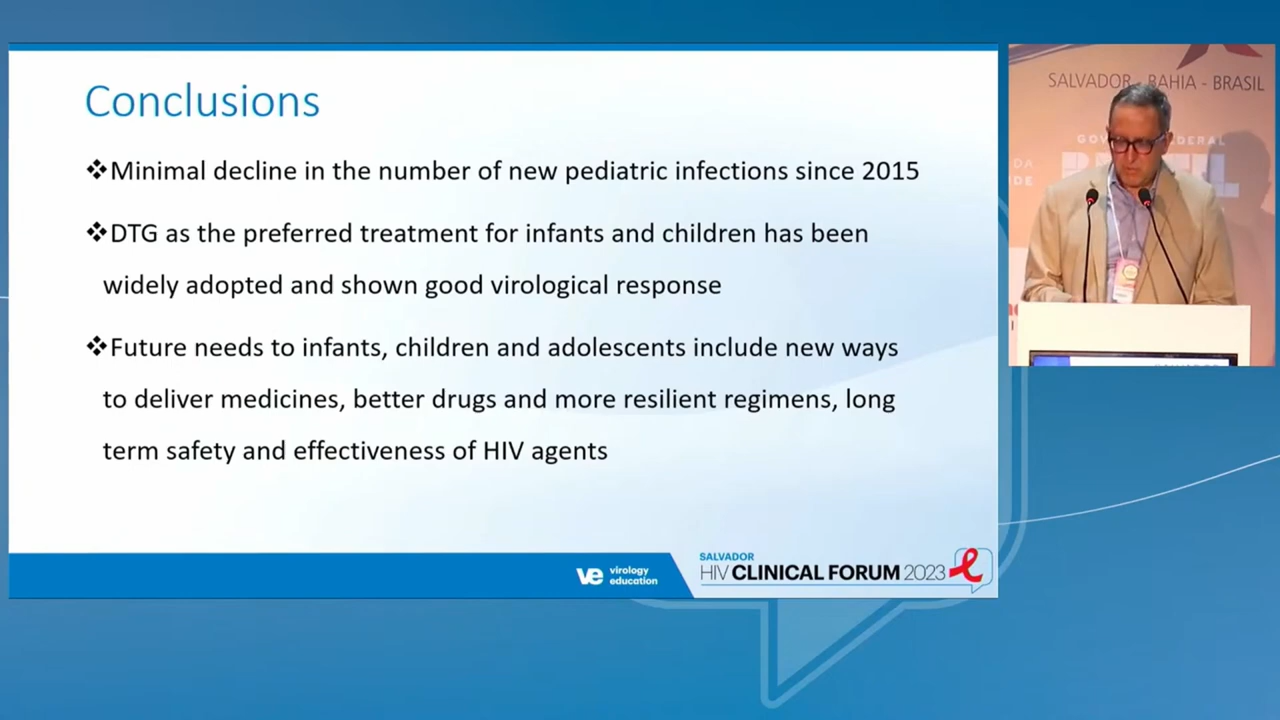 Conclusions
❖Minimal decline in the number of new pediatric infections since 2015
❖DTG as the preferred treatment for infants and children has been
widely adopted and shown good virological response
❖Future needs to infants, children and adolescents include new ways
to deliver medicines, better drugs and more resilient regimens, long
term safety and effectiveness of HIV agents
ve virology
education
SALVADOR
HIV CLINICAL FORUM 2023
SALVADOR - BAHIA - BRASIL